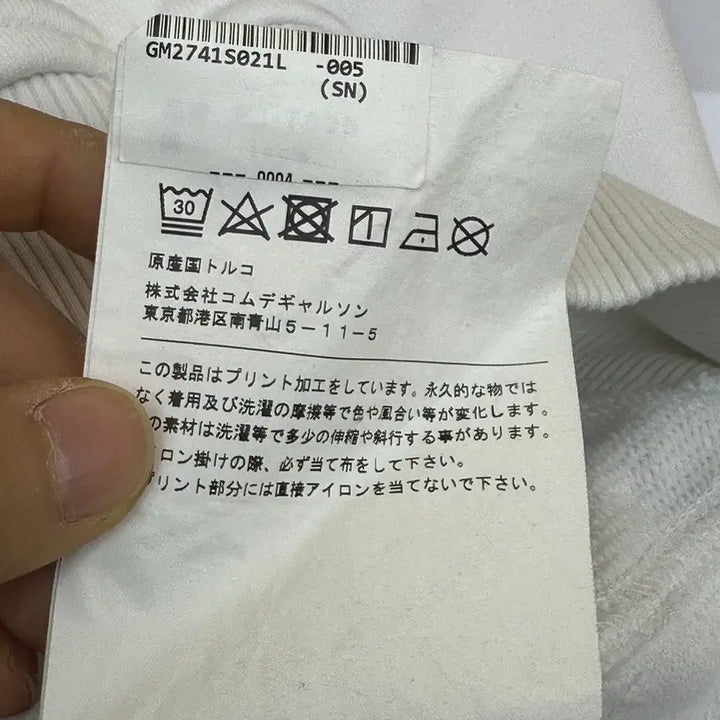 GM2741S021L -005
(SN)
--- 0004 ---
30
原産国トルコ
株式会社コムデギャルソン
東京都港区南青山5-11-5
この製品はプリント加工をしています。永久的な物では
なく着用及び洗濯の摩擦等で色や風合い等が変化します。
の素材は洗濯等で多少の伸縮や斜行する事があります。
イロン掛けの際、必ず当て布をして下さい。
プリント部分には直接アイロンを当てないで下さい。